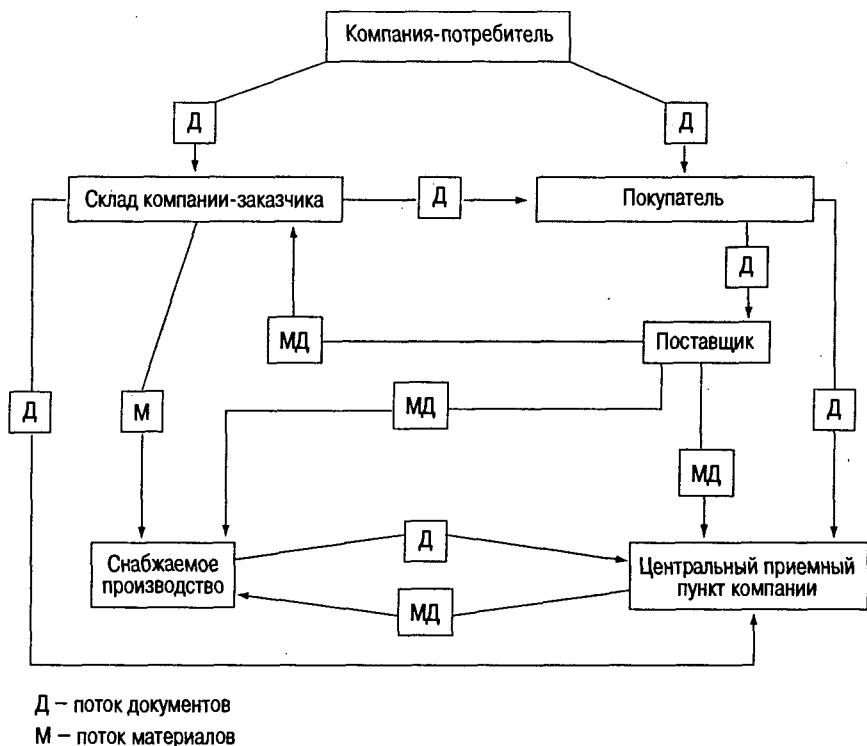 Компания-потребитель
Д
Д
Склад компании-заказчика
Д
Покупатель
Д
МД
Поставщик
Д
М
МД
Д
МД
Снабжаемое
производство
Д
Центральный приемный
пункт компании
МД
Д – поток документов
М – поток материалов